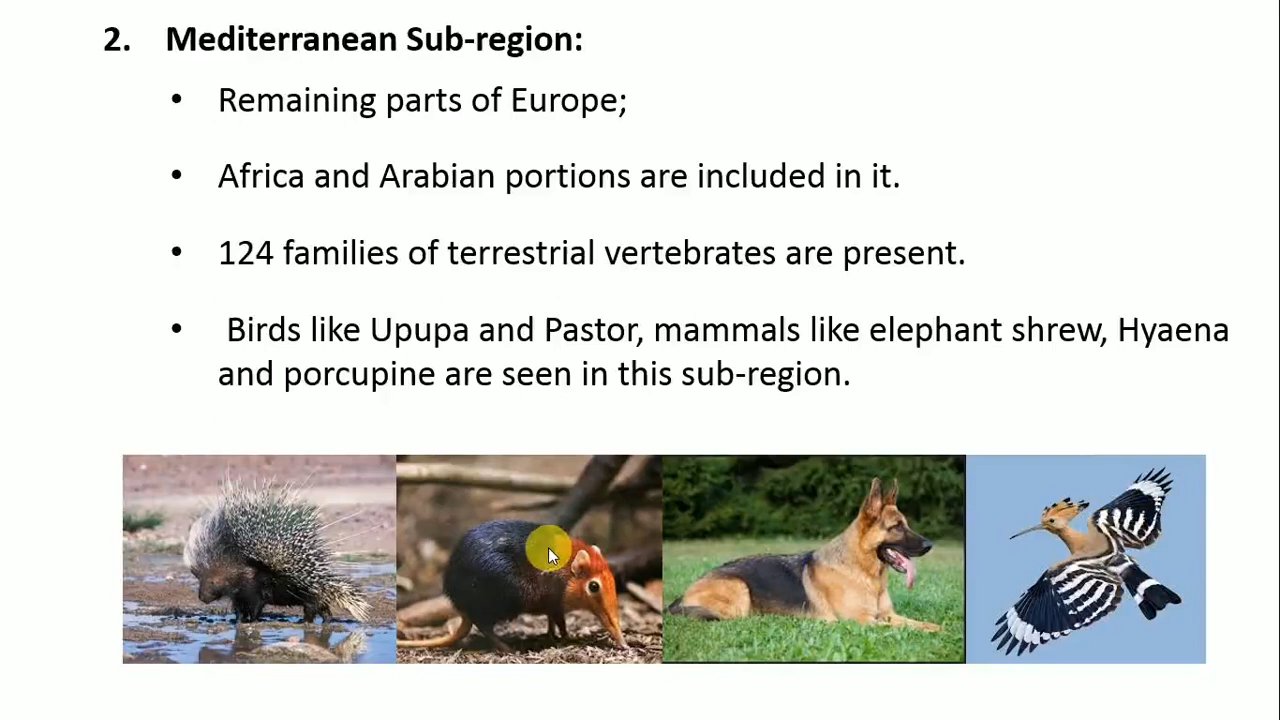 2. Mediterranean Sub-region:
• Remaining parts of Europe;
• Africa and Arabian portions are included in it.
• 124 families of terrestrial vertebrates are present.
• Birds like Upupa and Pastor, mammals like elephant shrew, Hyaena
and porcupine are seen in this sub-region.